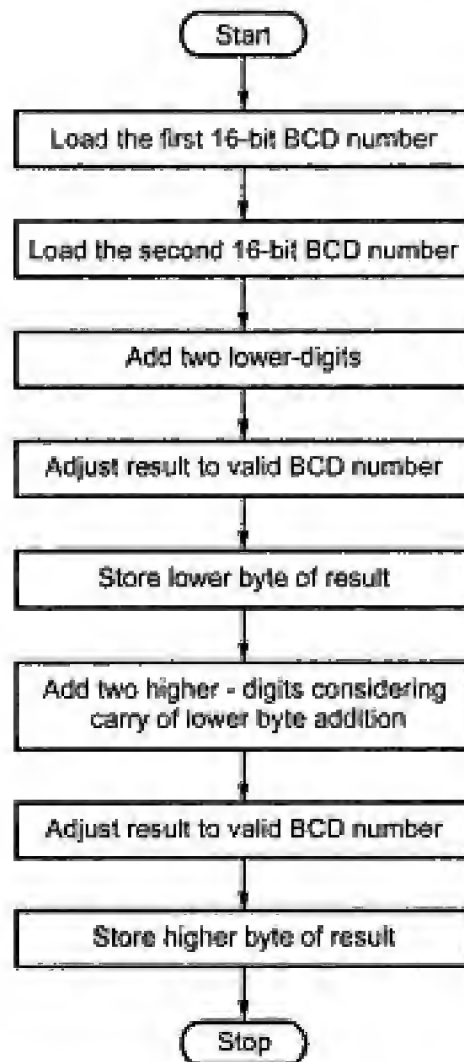 Start
Load the first 16-bit BCD number
Load the second 16-bit BCD number
Add two lower-digits
Adjust result to valid BCD number
Store lower byte of result
Add two higher - digits considering
carry of lower byte addition
Adjust result to valid BCD number
Store higher byte of result
Stop